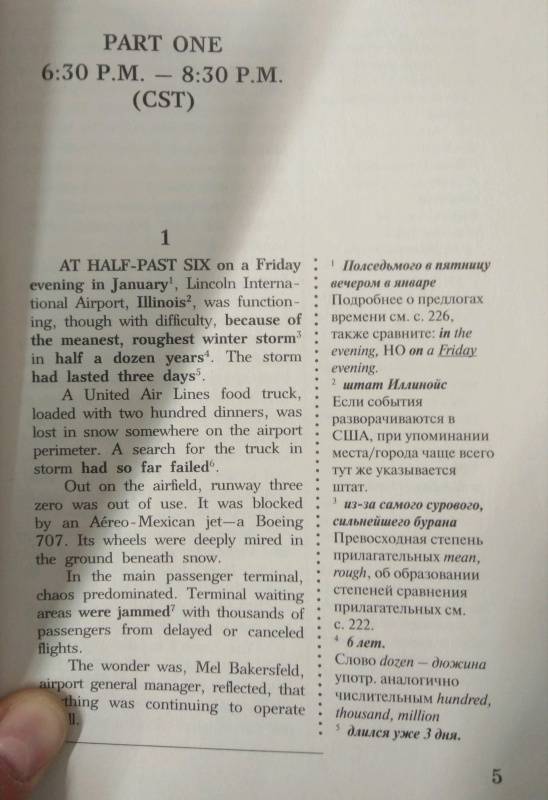 PART ONE
6:30 P.M. — 8:30 P.M.
(CST)
1
AT HALF-PAST SIX on a Friday
evening in January¹, Lincoln Interna-
tional Airport, Illinois², was function-
ing, though with difficulty, because of
the meanest, roughest winter storm³
in half a dozen years⁴. The storm
had lasted three days⁵.
A United Air Lines food truck,
loaded with two hundred dinners, was
lost in snow somewhere on the airport
perimeter. A search for the truck in
storm had so far failed⁶.
Out on the airfield, runway three
zero was out of use. It was blocked
by an Aéreo-Mexican jet—a Boeing
707. Its wheels were deeply mired in
the ground beneath snow.
In the main passenger terminal,
chaos predominated. Terminal waiting
areas were jammed⁷ with thousands of
passengers from delayed or canceled
flights.
The wonder was, Mel Bakersfeld,
airport general manager, reflected, that
thing was continuing to operate
ll.
¹ Полседьмого в пятницу
вечером в январе
Подробнее о предлогах
времени см. с. 226,
также сравните: in the
evening, НО on a Friday
evening.
² штат Иллинойс
Если события
разворачиваются в
США, при упоминании
места/города чаще всего
тут же указывается
штат.
³ из-за самого сурового,
сильнейшего бурана
Превосходная степень
прилагательных mean,
rough, об образовании
степеней сравнения
прилагательных см.
с. 222.
⁴ 6 лет.
Слово dozen – дюжина
употр. аналогично
числительным hundred,
thousand, million
⁵ длился уже 3 дня.
5